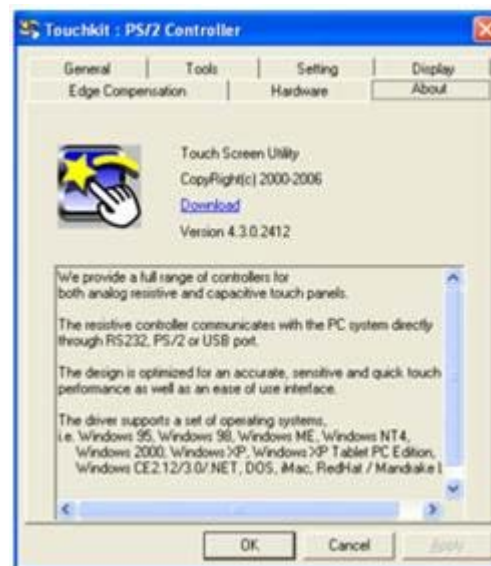 Touchkit : PS/2 Controller
General
Tools
Setting
Display
Edge Compensation
Hardware
About
Touch Screen Utility
CopyRight(c) 2000-2006
Download
Version 4.3.0.2412
We provide a full range of controllers for
both analog resistive and capacitive touch panels.
The resistive controller communicates with the PC system directly
through RS232, PS/2 or USB port.
The design is optimized for an accurate, sensitive and quick touch
performance as well as an ease of use interface.
The driver supports a set of operating systems,
i.e. Windows 95, Windows 98, Windows ME, Windows NT4,
Windows 2000, Windows XP, Windows XP Tablet PC Edition,
Windows CE2.12/3.0/.NET, DOS, iMac, RedHat / Mandrake L
OK
Cancel
Apply